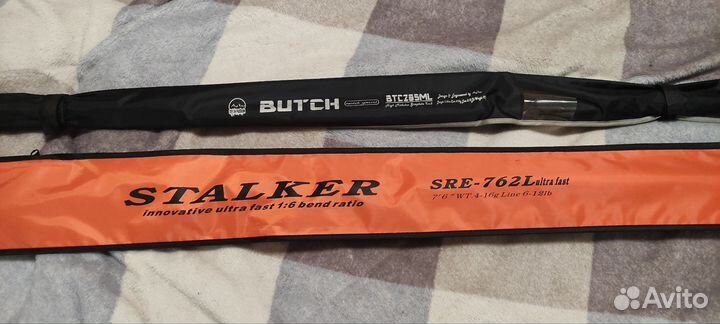 BUTCH
BTC265ML
STALKER
innovative ultra fast 1:6 bend ratio
SRE-762L ultra fast
7'6" WT 4-16g Line 6-12lb
Avito